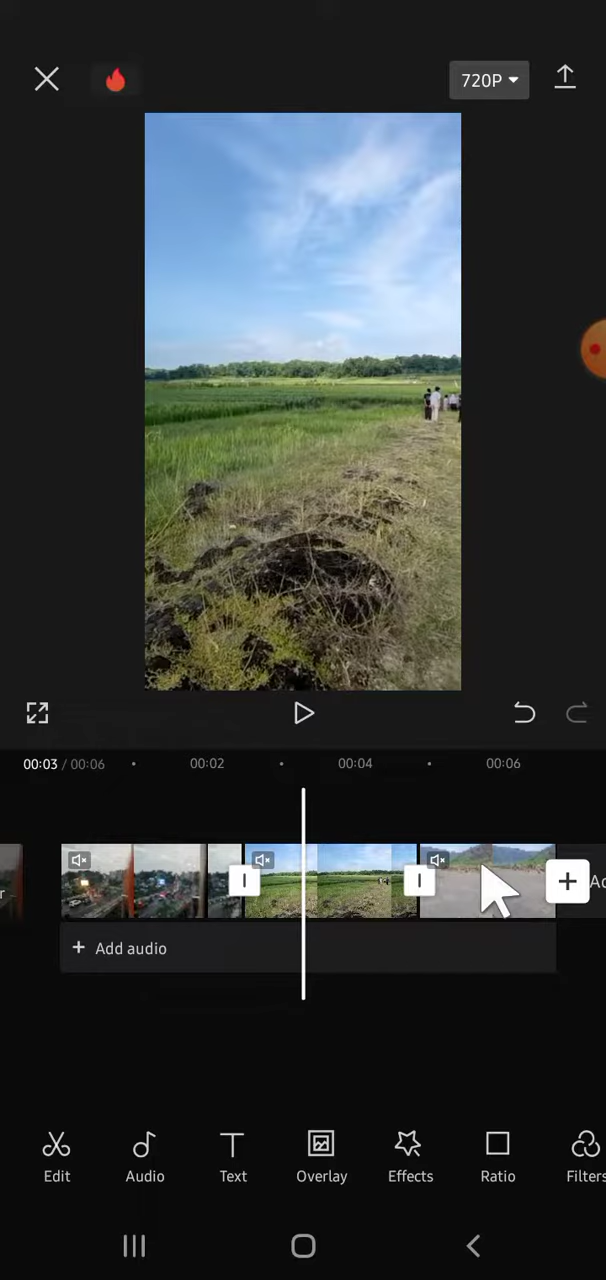 720P
00:03 / 00:06
00:02
00:04
00:06
r
Ad
+ Add audio
Edit
Audio
Text
Overlay
Effects
Ratio
Filters